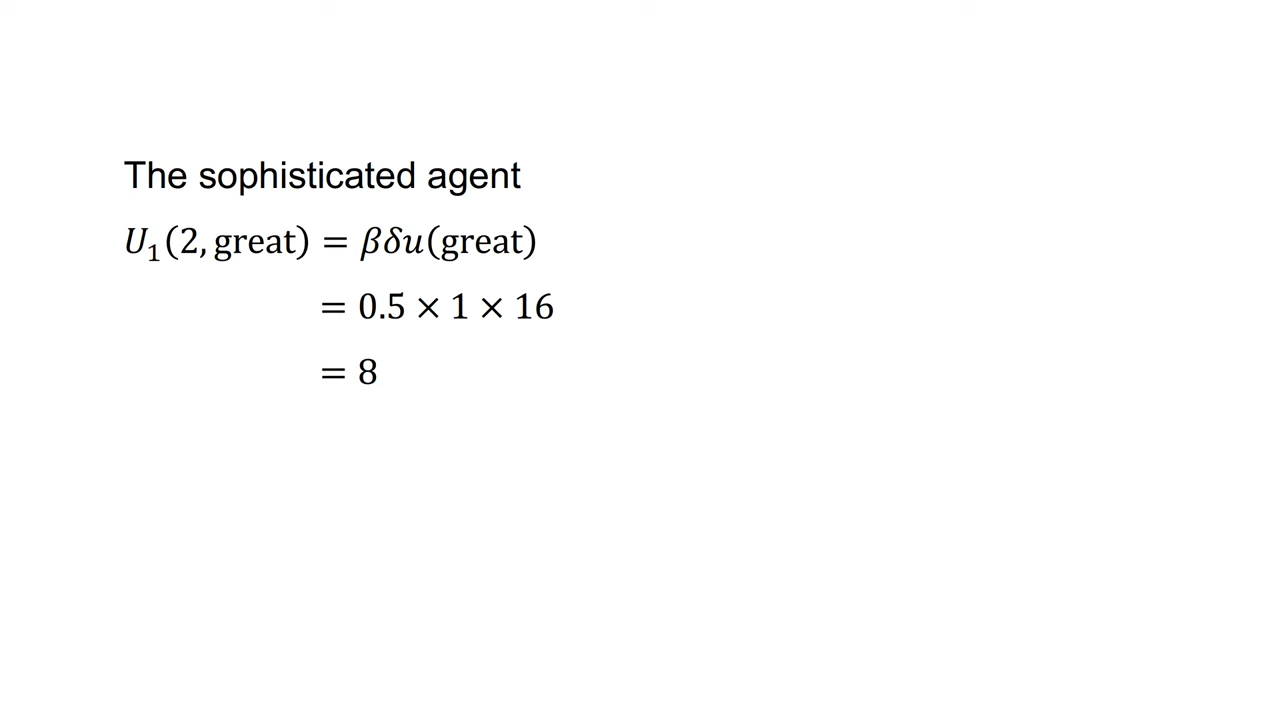 The sophisticated agent
U₁(2, great) = βδu(great)
= 0.5 × 1 × 16
= 8